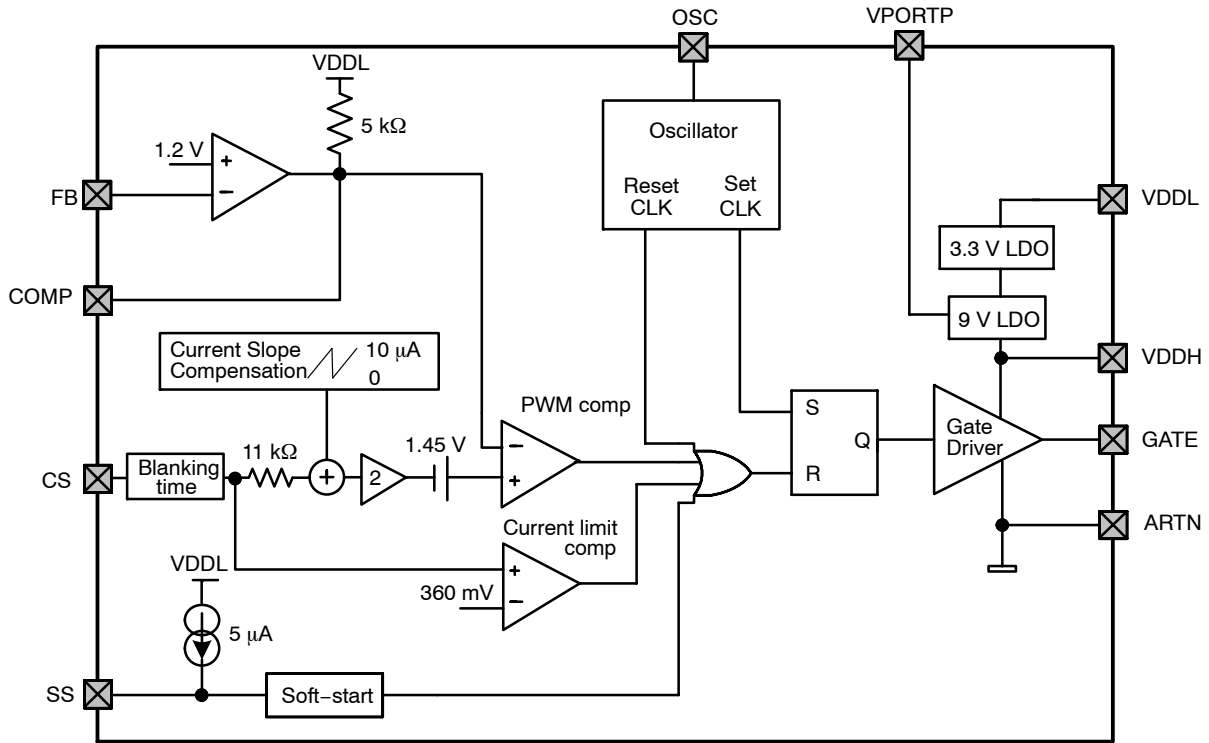 OSC
VPORTP
VDDL
5 kΩ
1.2 V
+
−
FB
COMP
Oscillator
Reset
CLK
Set
CLK
VDDL
3.3 V LDO
9 V LDO
VDDH
Current Slope
Compensation
10 μA
0
PWM comp
1.45 V
11 kΩ
CS
Blanking
time
+
2
−
+
S
Q
R
Gate
Driver
GATE
ARTN
Current limit
comp
+
−
360 mV
VDDL
5 μA
SS
Soft−start